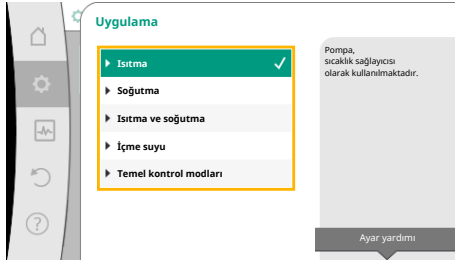 Uygulama
Isıtma
Soğutma
Isıtma ve soğutma
İçme suyu
Temel kontrol modları
Pompa,
sıcaklık sağlayıcısı
olarak kullanılmaktadır.
Ayar yardımı